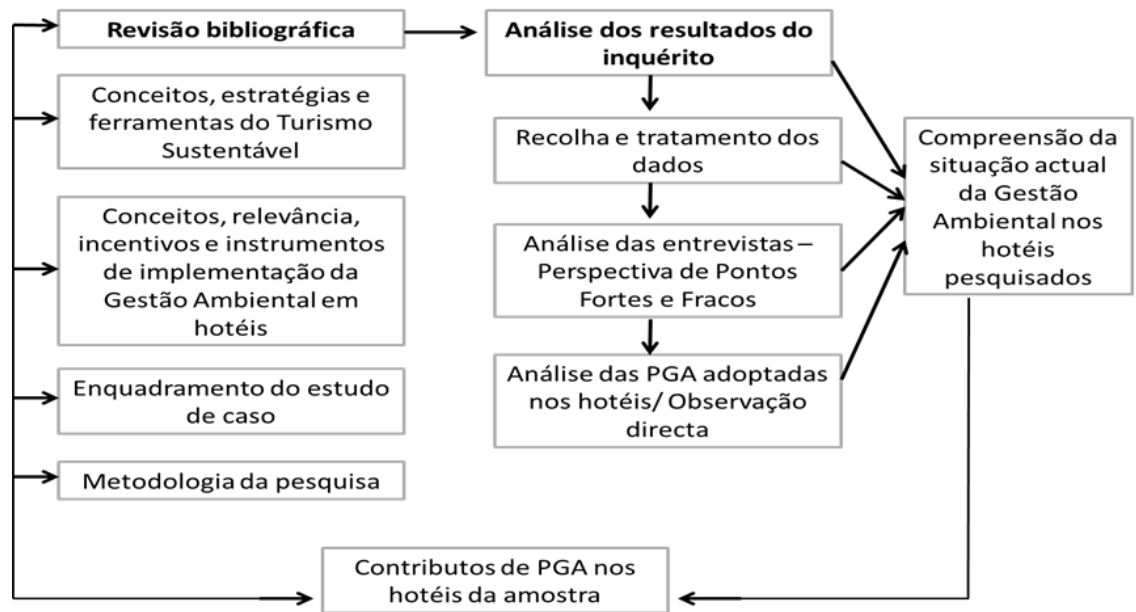 Revisão bibliográfica
Conceitos, estratégias e
ferramentas do Turismo
Sustentável
Conceitos, relevância,
incentivos e instrumentos
de implementação da
Gestão Ambiental em
hotéis
Enquadramento do estudo
de caso
Metodologia da pesquisa
Análise dos resultados do
inquérito
Recolha e tratamento dos
dados
Análise das entrevistas –
Perspectiva de Pontos
Fortes e Fracos
Análise das PGA adoptadas
nos hotéis/ Observação
directa
Compreensão da
situação actual
da Gestão
Ambiental nos
hotéis
pesquisados
Contributos de PGA nos
hotéis da amostra